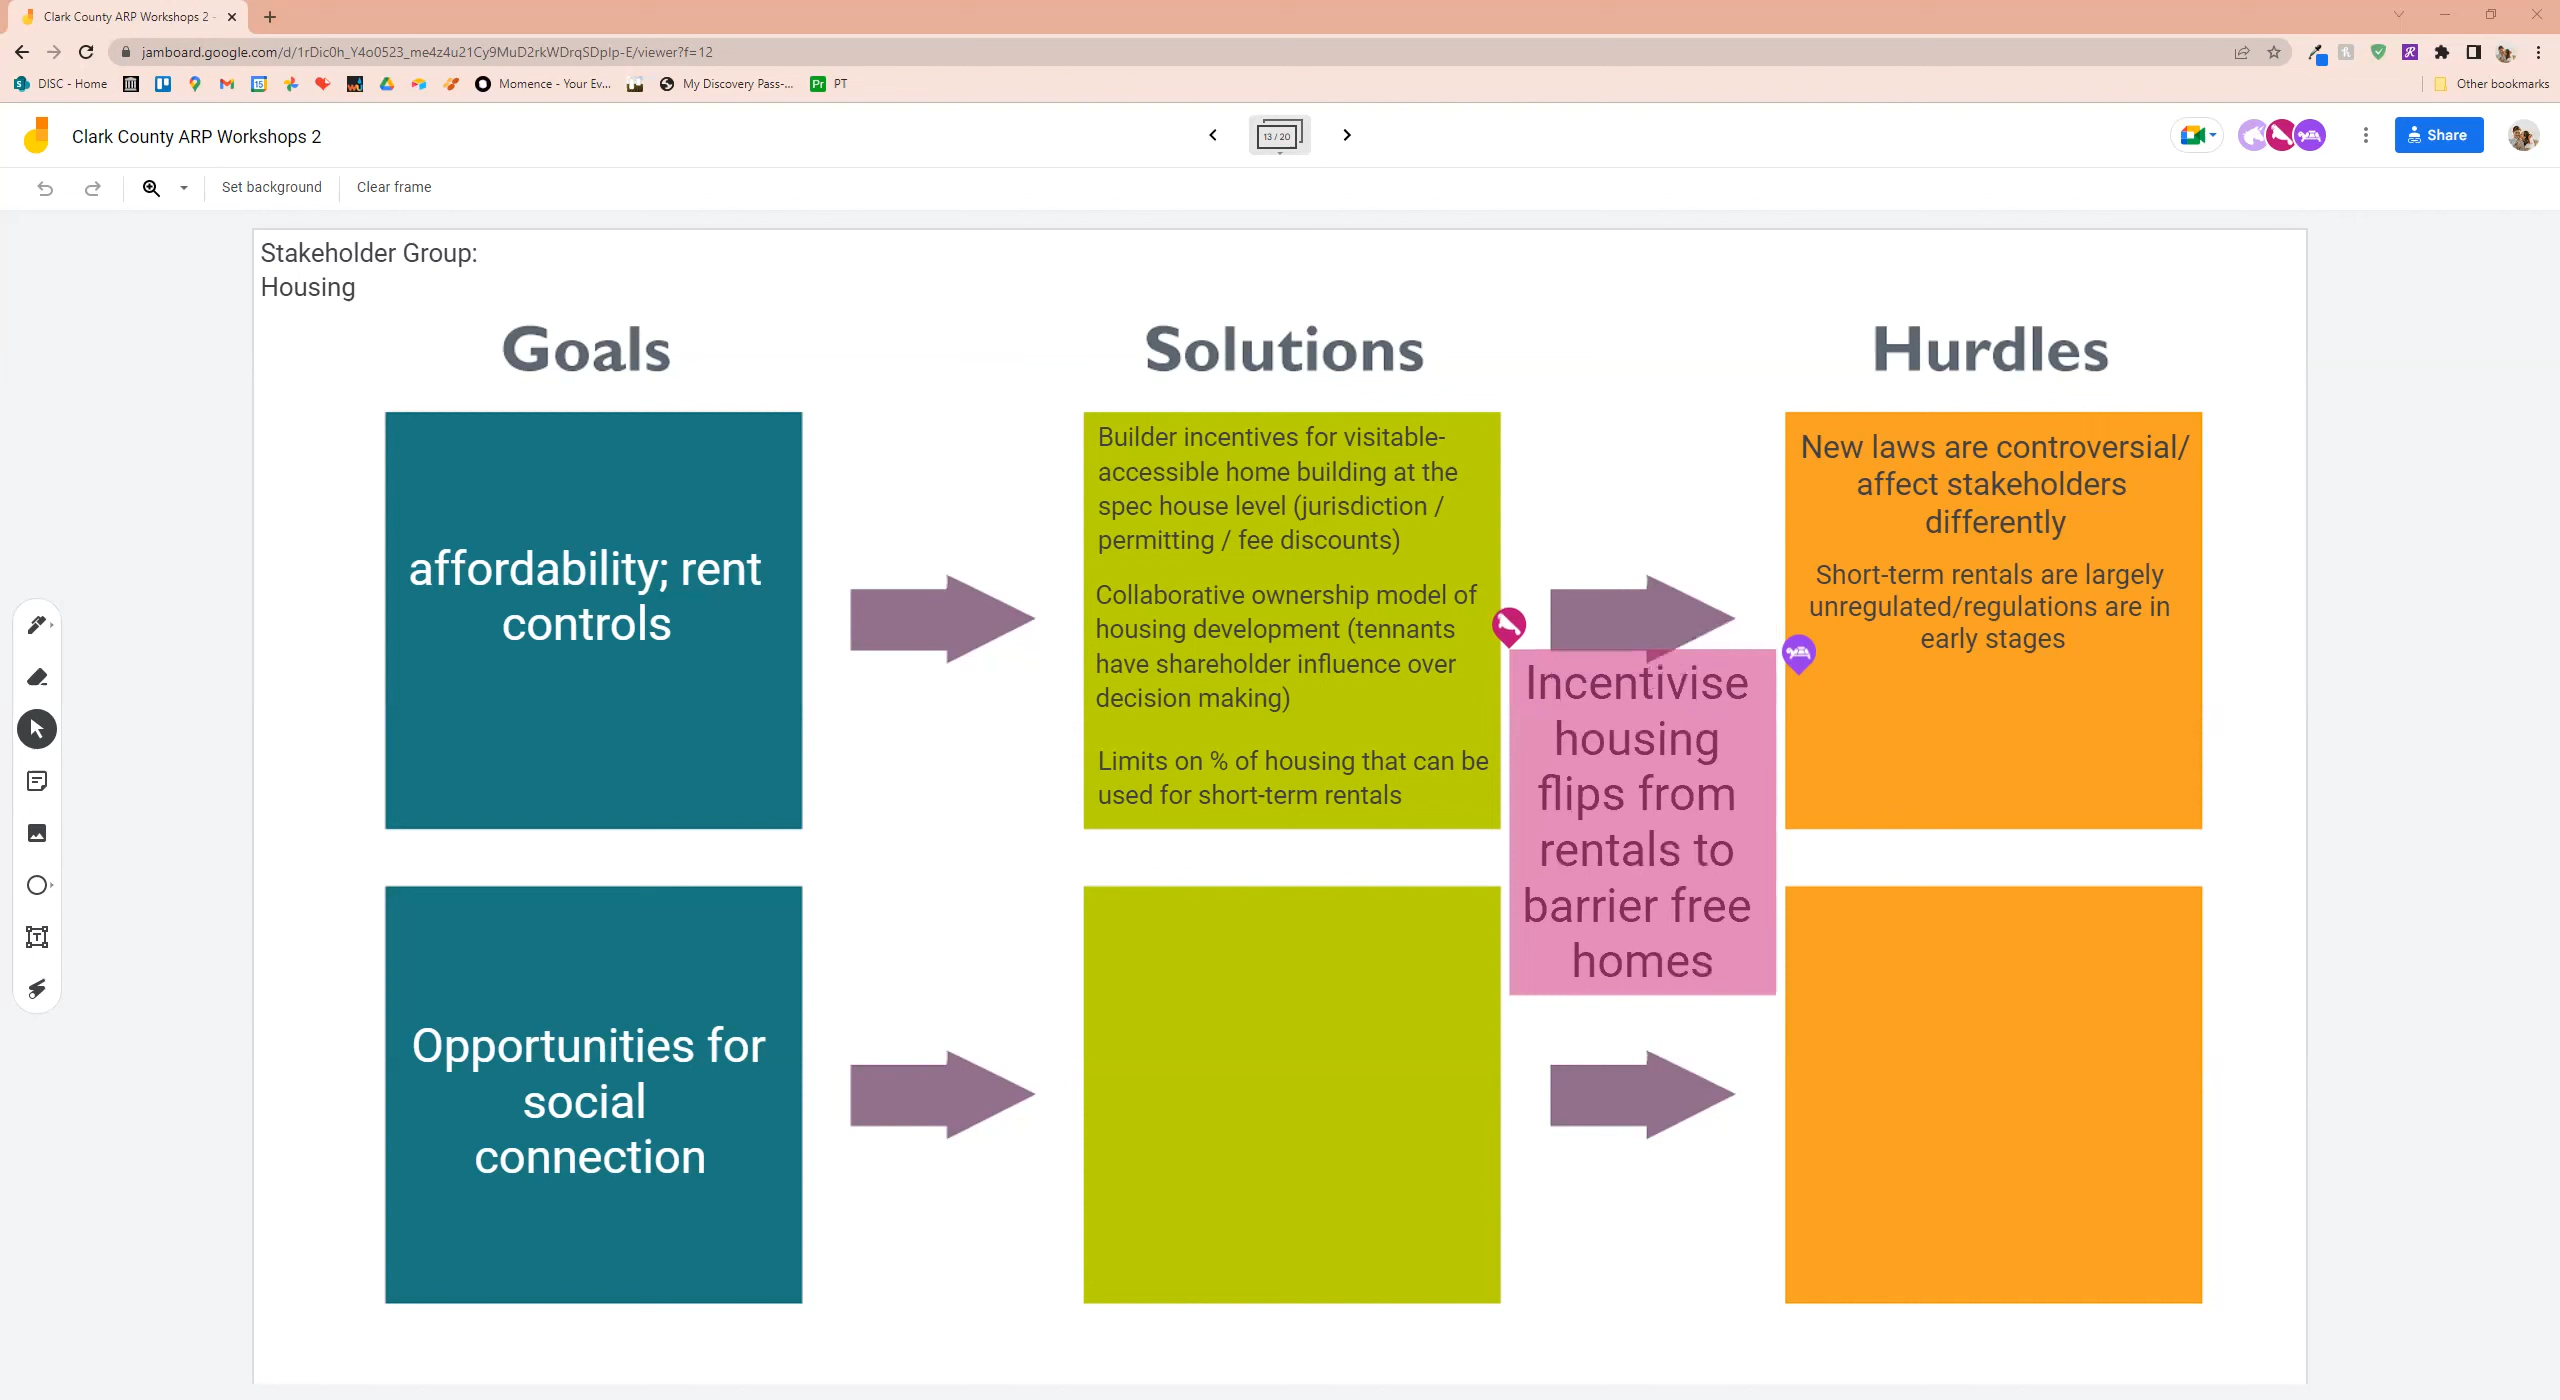 Clark County ARP Workshops 2 -
jamboard.google.com/d/1rDic0h_Y4o0523_me4z4u21Cy9MuD2rkWDrqSDpIp-E/viewer?f=12
DISC - Home
15
Momence - Your Ev...
My Discovery Pass-...
Pr PT
Other bookmarks
Clark County ARP Workshops 2
13 / 20
Share
Set background
Clear frame
Stakeholder Group:
Housing
Goals
Solutions
Hurdles
affordability; rent
controls
Builder incentives for visitable-
accessible home building at the
spec house level (jurisdiction /
permitting / fee discounts)
Collaborative ownership model of
housing development (tennants
have shareholder influence over
decision making)
Limits on % of housing that can be
used for short-term rentals
New laws are controversial/
affect stakeholders
differently
Short-term rentals are largely
unregulated/regulations are in
early stages
Incentivise
housing
flips from
rentals to
barrier free
homes
Opportunities for
social
connection